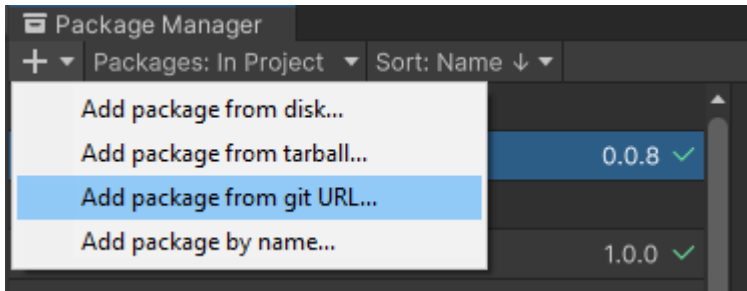 Package Manager
+ Packages: In Project Sort: Name ↓
Add package from disk...
Add package from tarball...
0.0.8 ✓
Add package from git URL...
Add package by name...
1.0.0 ✓